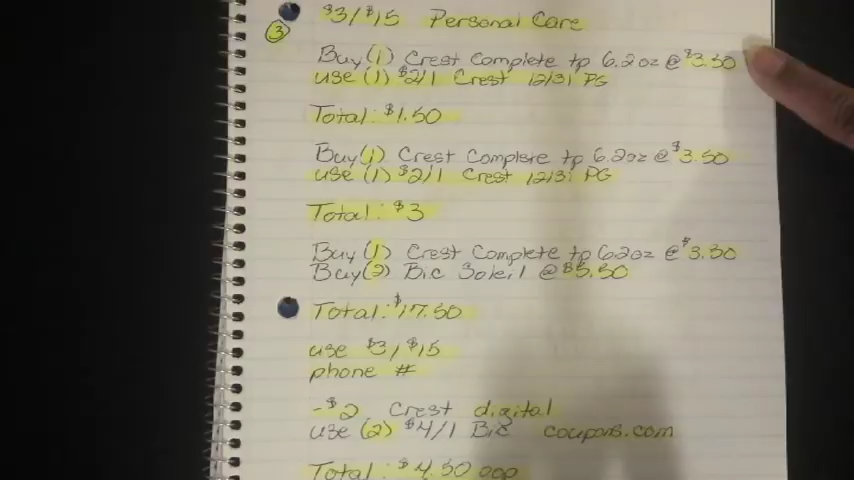 $3/$15 Personal Care
3
Buy (1) Crest Complete tp 6.2oz @ $3.50
use (1) $2/1 Crest 12/31 PG
Total: $1.50
Buy (1) Crest Complete tp 6.2oz @ $3.50
use (1) $2/1 Crest 12/31 PG
Total: $3
Buy (1) Crest Complete tp 6.2oz @ $3.50
Buy (2) Bic Soleil @ $5.50
Total: $17.50
use $3/$15
phone #
-$2 Crest digital
use (2) $4/1 Bic coupons.com
Total: $4.50 oop